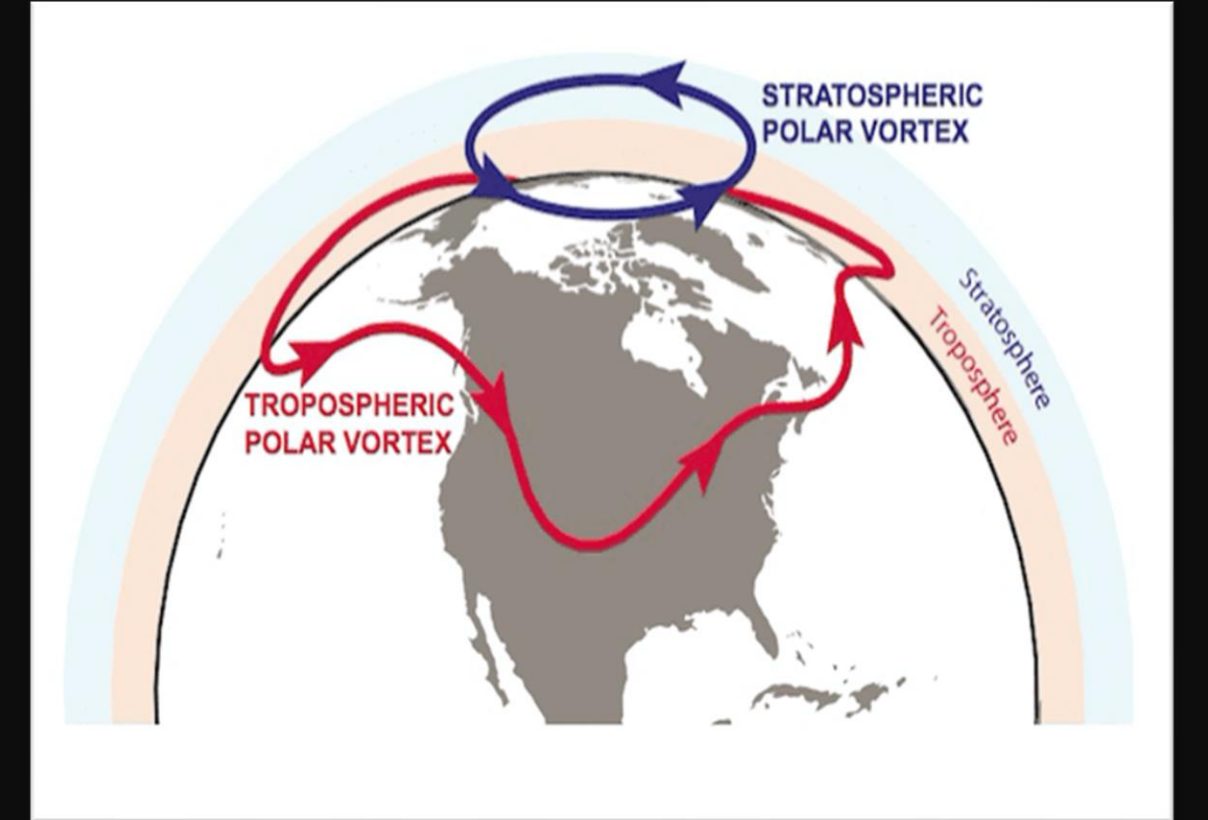 STRATOSPHERIC
POLAR VORTEX
Stratosphere
Troposphere
TROPOSPHERIC
POLAR VORTEX